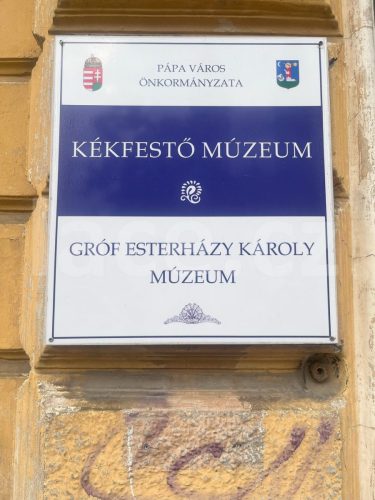 PÁPA VÁROS
ÖNKORMÁNYZATA
KÉKFESTŐ MÚZEUM
GRÓF ESTERHÁZY KÁROLY
MÚZEUM